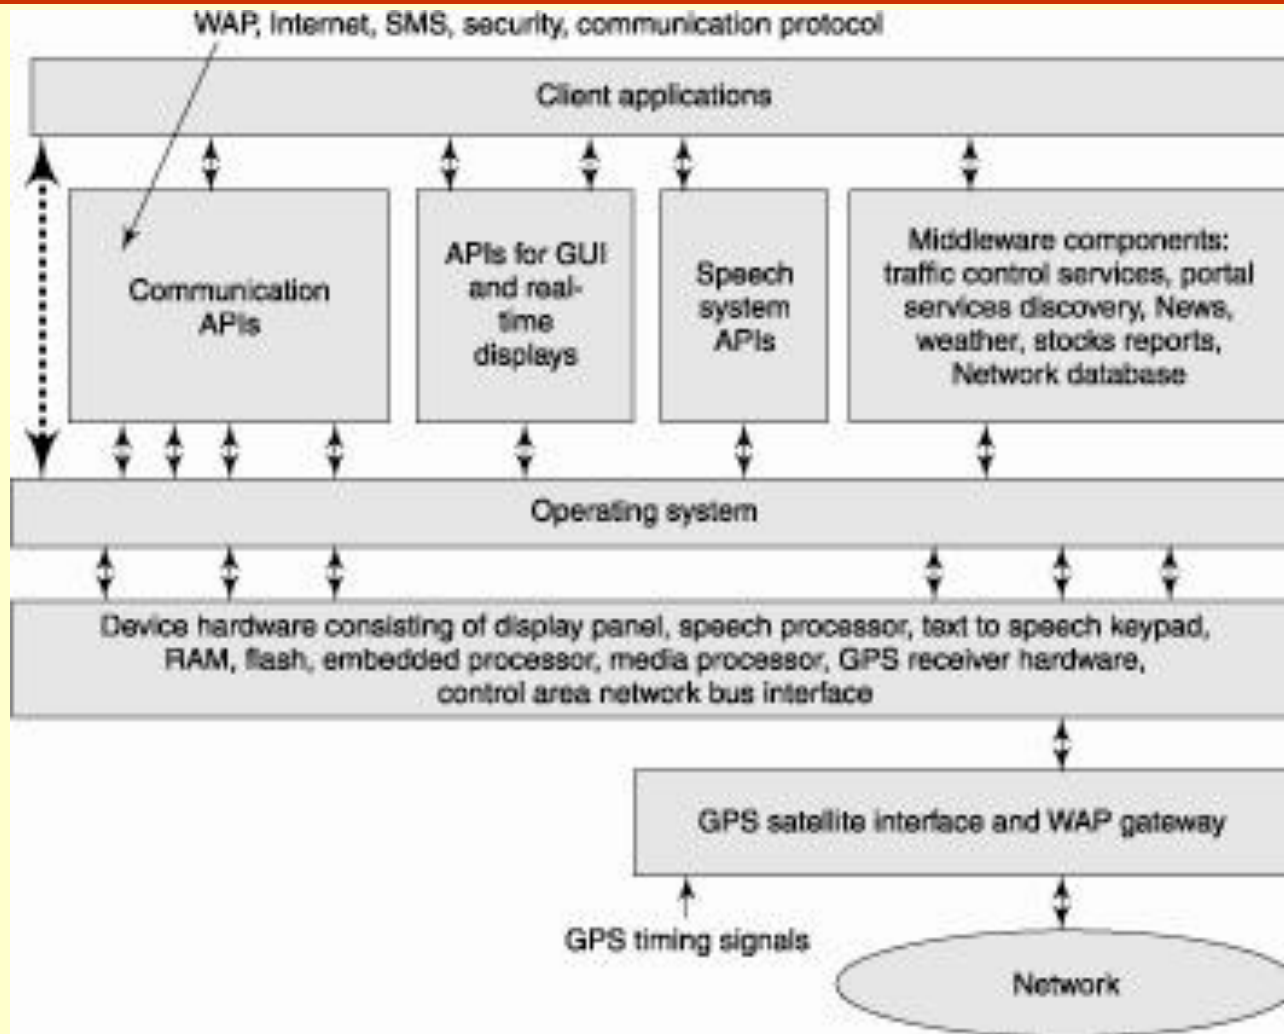 WAP, Internet, SMS, security, communication protocol
Client applications
Communication
APIs
APIs for GUI
and real-
time
displays
Speech
system
APIs
Middleware components:
traffic control services, portal
services discovery, News,
weather, stocks reports,
Network database
Operating system
Device hardware consisting of display panel, speech processor, text to speech keypad,
RAM, flash, embedded processor, media processor, GPS receiver hardware,
control area network bus interface
GPS satellite interface and WAP gateway
GPS timing signals
Network